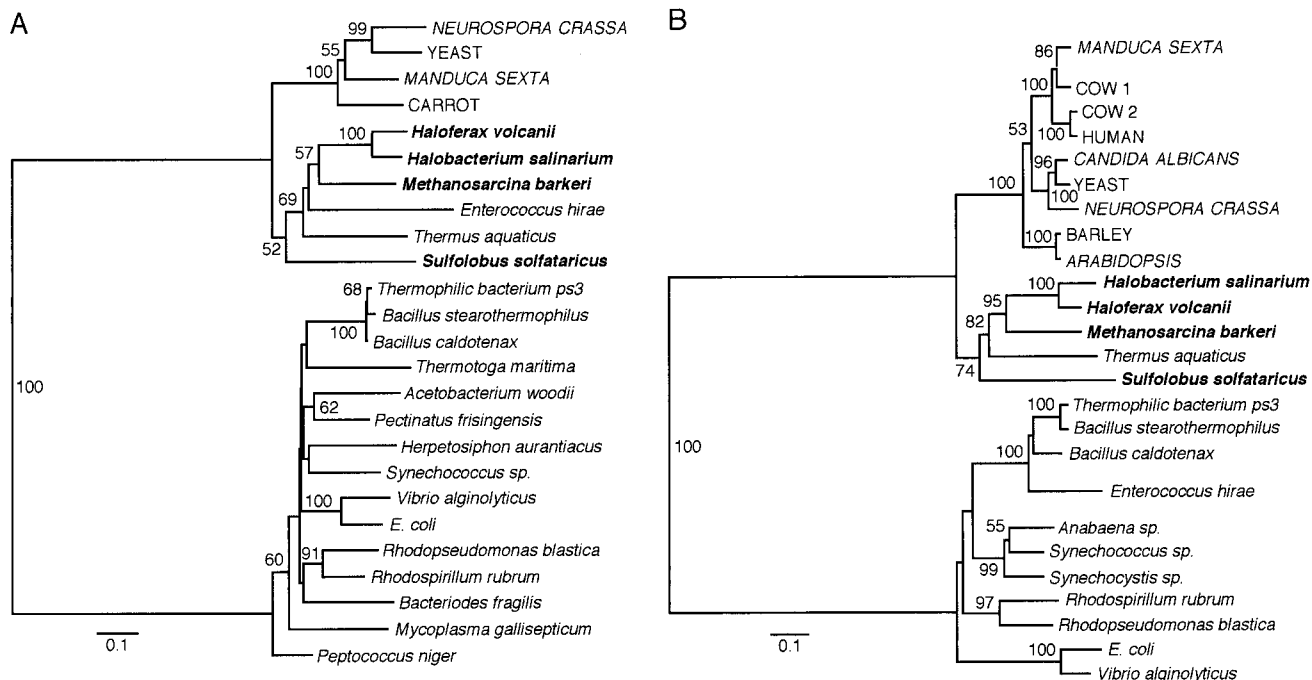 A
99
NEUROSPORA CRASSA
55
YEAST
100
MANDUCA SEXTA
CARROT
100
Haloferax volcanii
57
Halobacterium salinarium
Methanosarcina barkeri
69
Enterococcus hirae
Thermus aquaticus
52
Sulfolobus solfataricus
68
Thermophilic bacterium ps3
Bacillus stearothermophilus
100
Bacillus caldotenax
Thermotoga maritima
100
Acetobacterium woodii
62
Pectinatus frisingensis
Herpetosiphon aurantiacus
Synechococcus sp.
100
Vibrio alginolyticus
E. coli
91
Rhodopseudomonas blastica
60
Rhodospirillum rubrum
Bacteriodes fragilis
Mycoplasma gallisepticum
0.1
Peptococcus niger
B
86
MANDUCA SEXTA
100
COW 1
COW 2
53
100
HUMAN
96
CANDIDA ALBICANS
100
YEAST
100
NEUROSPORA CRASSA
100
BARLEY
ARABIDOPSIS
100
Halobacterium salinarium
95
Haloferax volcanii
82
Methanosarcina barkeri
Thermus aquaticus
74
Sulfolobus solfataricus
100
Thermophilic bacterium ps3
Bacillus stearothermophilus
100
100
Bacillus caldotenax
Enterococcus hirae
55
Anabaena sp.
Synechococcus sp.
99
Synechocystis sp.
97
Rhodospirillum rubrum
Rhodopseudomonas blastica
0.1
100
E. coli
Vibrio alginolyticus